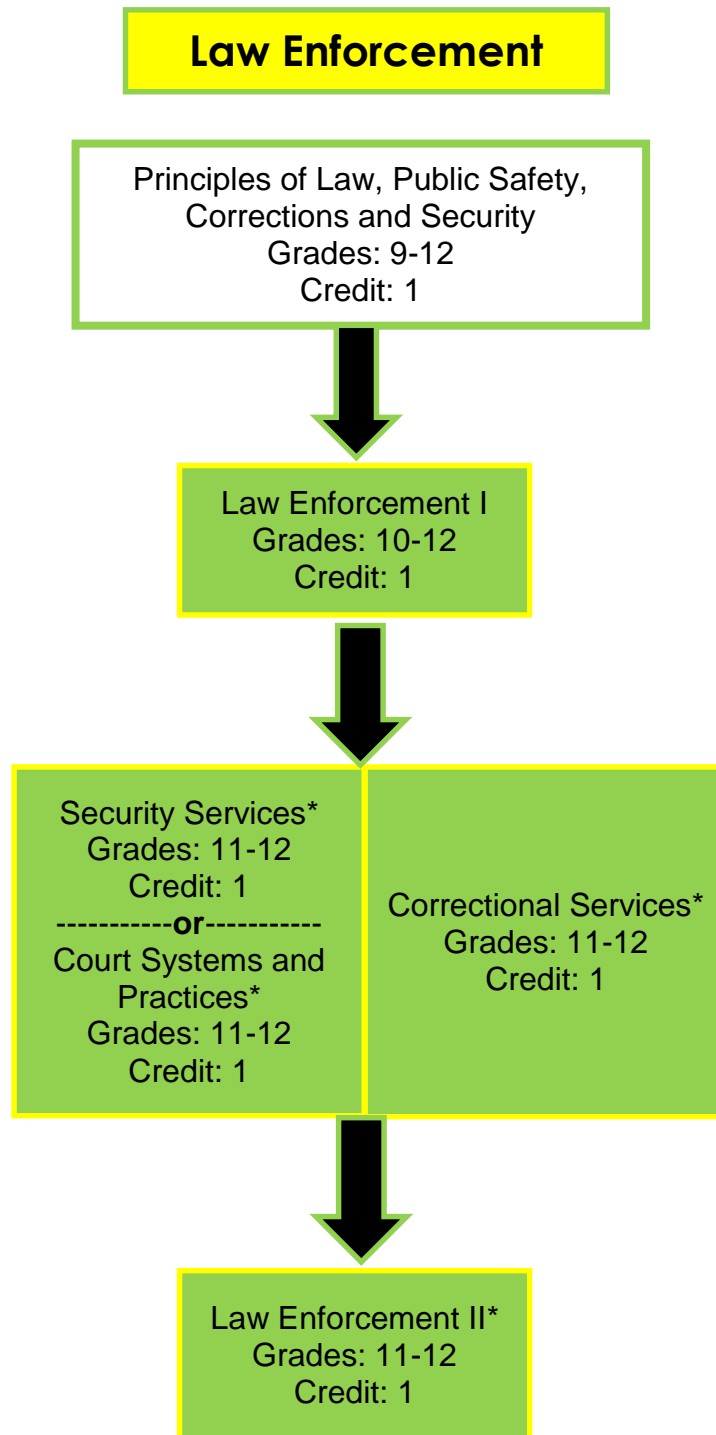 Law Enforcement
Principles of Law, Public Safety,
Corrections and Security
Grades: 9-12
Credit: 1
Law Enforcement I
Grades: 10-12
Credit: 1
Security Services*
Grades: 11-12
Credit: 1
-----------or-----------
Court Systems and
Practices*
Grades: 11-12
Credit: 1
Correctional Services*
Grades: 11-12
Credit: 1
Law Enforcement II*
Grades: 11-12
Credit: 1